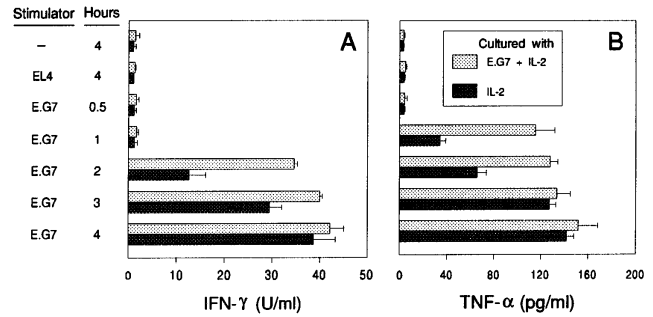 Stimulator Hours
– 4
EL4 4
E.G7 0.5
E.G7 1
E.G7 2
E.G7 3
E.G7 4
A
0 10 20 30 40 50
IFN-γ (U/ml)
B
Cultured with
E.G7 + IL-2
IL-2
0 40 80 120 160 200
TNF-α (pg/ml)